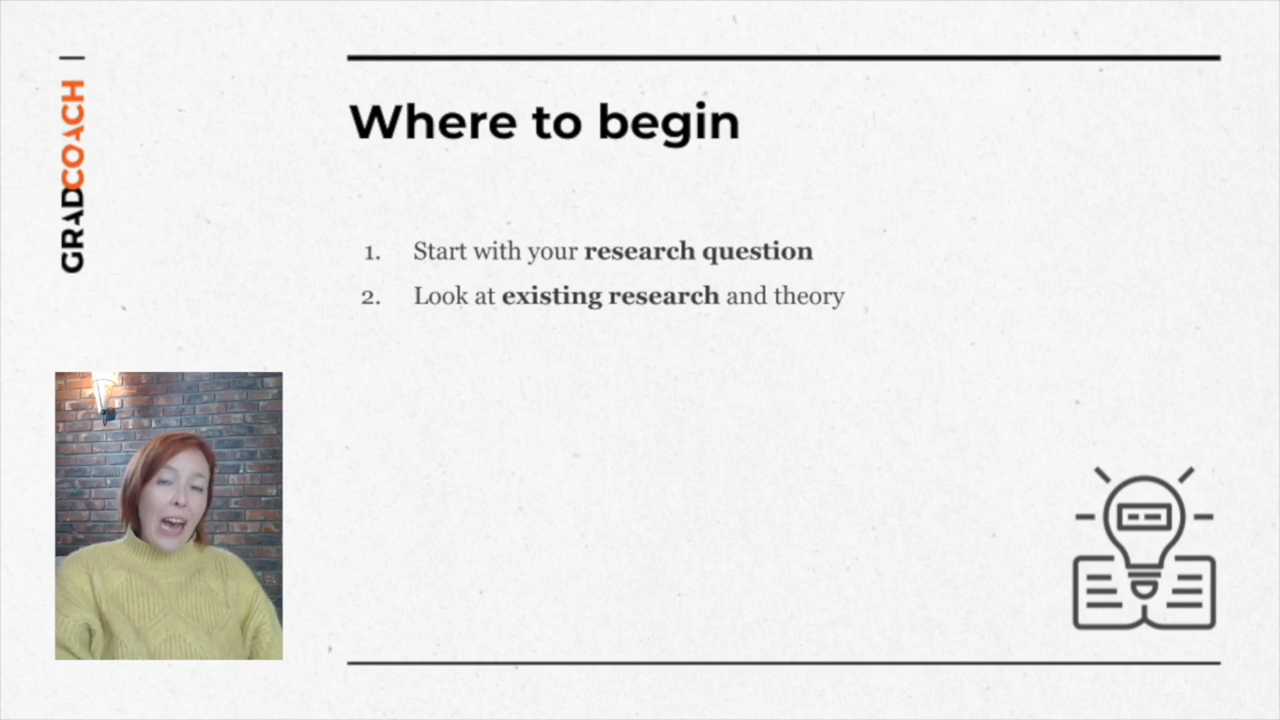 GRADCOACH
Where to begin
1. Start with your research question
2. Look at existing research and theory